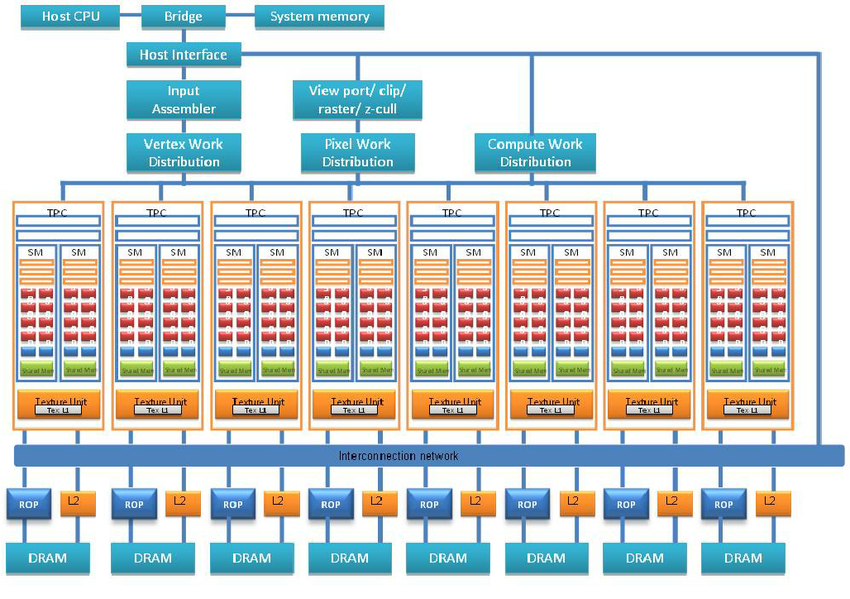 Host CPU
Bridge
System memory
Host Interface
Input
Assembler
View port/ clip/
raster/ z-cull
Vertex Work
Distribution
Pixel Work
Distribution
Compute Work
Distribution
TPC TPC TPC TPC TPC TPC TPC TPC
SM SM SM SM SM SM SM SM SM SM SM SM SM SM SM SM
Shared Mem Shared Mem Shared Mem Shared Mem Shared Mem Shared Mem Shared Mem Shared Mem Shared Mem Shared Mem Shared Mem Shared Mem Shared Mem Shared Mem Shared Mem Shared Mem
Texture Unit Texture Unit Texture Unit Texture Unit Texture Unit Texture Unit Texture Unit Texture Unit
Tex L1 Tex L1 Tex L1 Tex L1 Tex L1 Tex L1 Tex L1 Tex L1
Interconnection network
ROP L2 ROP L2 ROP L2 ROP L2 ROP L2 ROP L2 ROP L2 ROP L2
DRAM DRAM DRAM DRAM DRAM DRAM DRAM DRAM